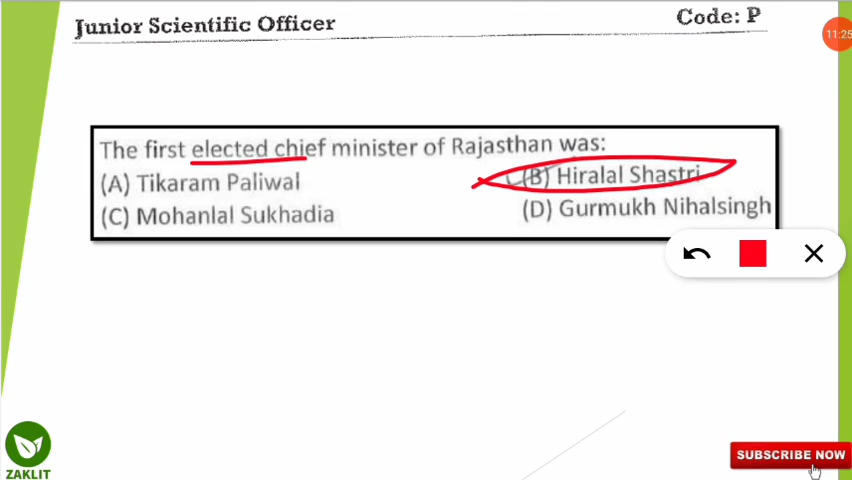 Junior Scientific Officer
Code: P
11:25
The first elected chief minister of Rajasthan was:
(A) Tikaram Paliwal
(B) Hiralal Shastri
(C) Mohanlal Sukhadia
(D) Gurmukh Nihalsingh
ZAKLIT
SUBSCRIBE NOW